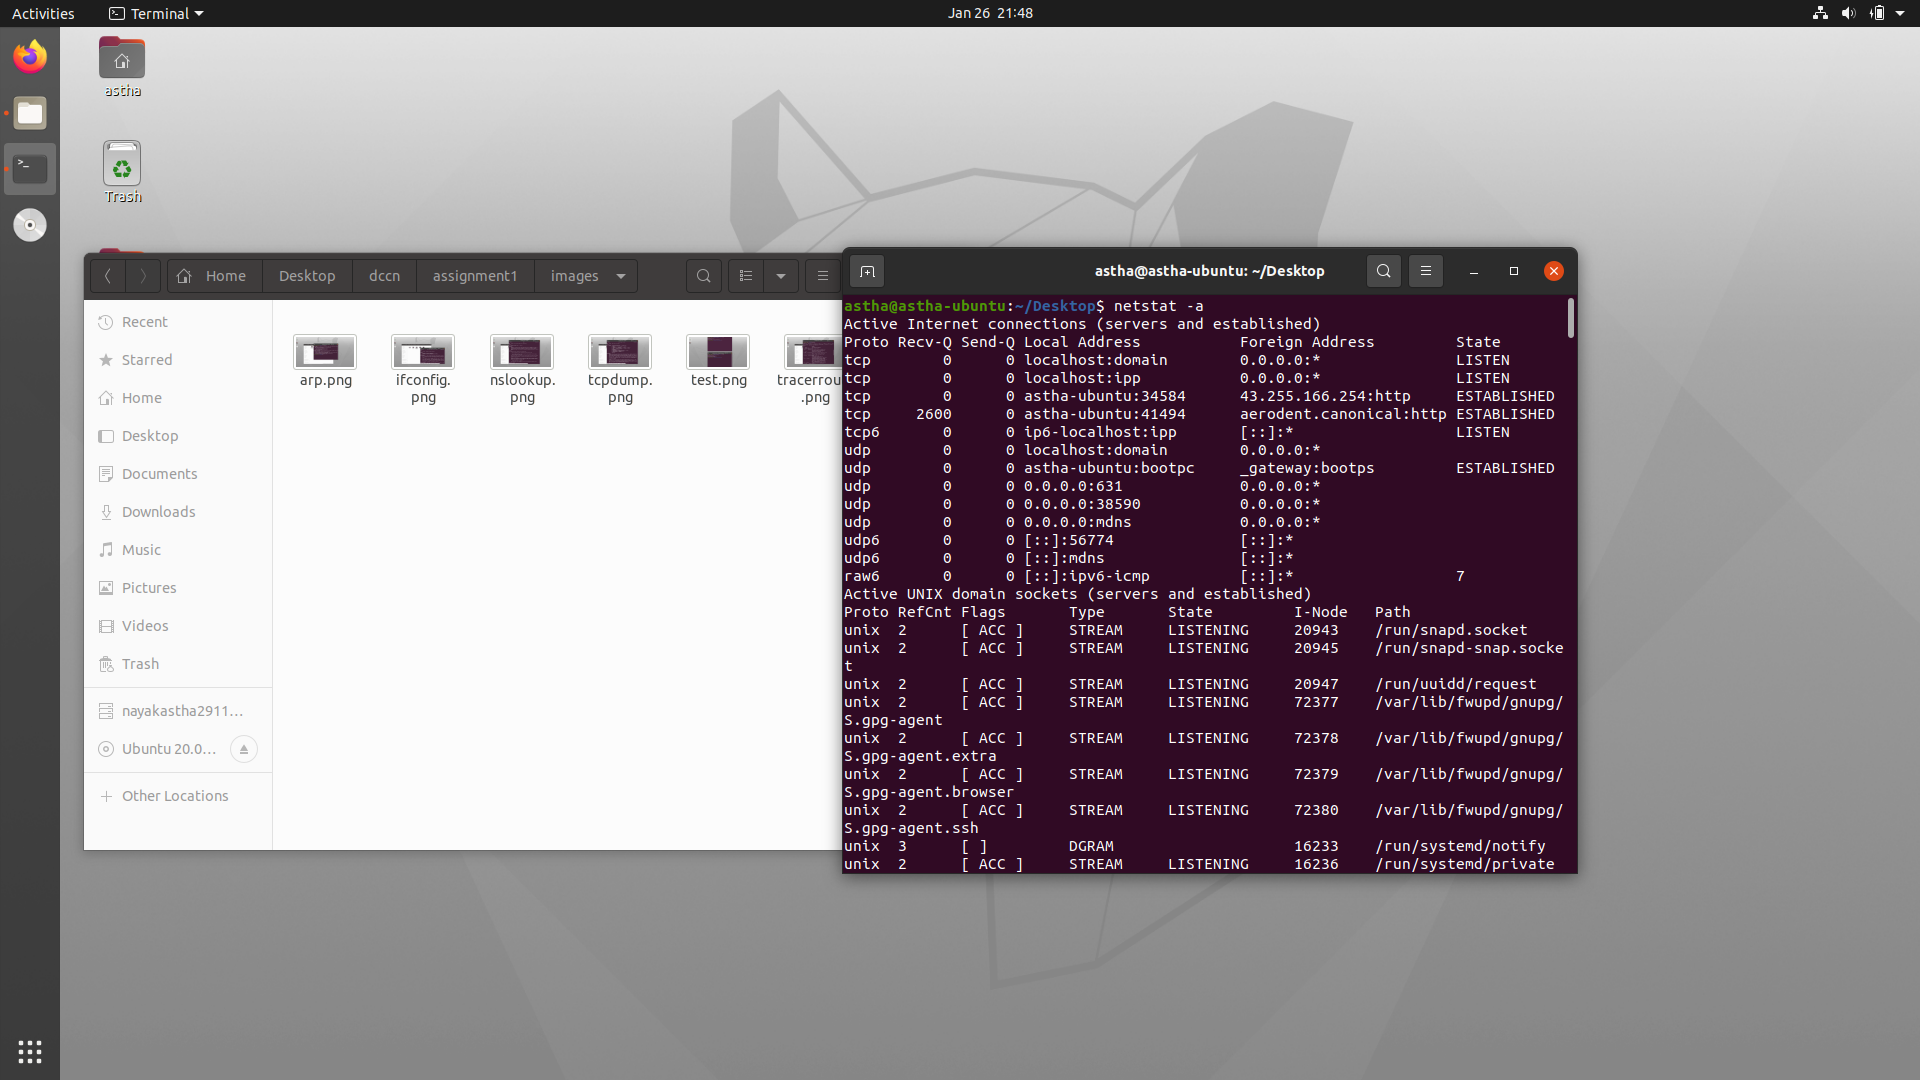 Activities
Terminal
Jan 26 21:48
astha
Trash
Home
Desktop
dccn
assignment1
images
Recent
Starred
Home
Desktop
Documents
Downloads
Music
Pictures
Videos
Trash
nayakastha2911...
Ubuntu 20.0...
Other Locations
arp.png
ifconfig.
png
nslookup.
png
tcpdump.
png
test.png
tracerrou
.png
astha@astha-ubuntu: ~/Desktop
astha@astha-ubuntu:~/Desktop$ netstat -a
Active Internet connections (servers and established)
Proto Recv-Q Send-Q Local Address           Foreign Address         State
tcp        0      0 localhost:domain        0.0.0.0:*               LISTEN
tcp        0      0 localhost:ipp           0.0.0.0:*               LISTEN
tcp        0      0 astha-ubuntu:34584      43.255.166.254:http     ESTABLISHED
tcp     2600      0 astha-ubuntu:41494      aerodent.canonical:http ESTABLISHED
tcp6       0      0 ip6-localhost:ipp       [::]:*                  LISTEN
udp        0      0 localhost:domain        0.0.0.0:*
udp        0      0 astha-ubuntu:bootpc     _gateway:bootps         ESTABLISHED
udp        0      0 0.0.0.0:631             0.0.0.0:*
udp        0      0 0.0.0.0:38590           0.0.0.0:*
udp        0      0 0.0.0.0:mdns            0.0.0.0:*
udp6       0      0 [::]:56774              [::]:*
udp6       0      0 [::]:mdns               [::]:*
raw6       0      0 [::]:ipv6-icmp          [::]:*                  7
Active UNIX domain sockets (servers and established)
Proto RefCnt Flags       Type       State         I-Node   Path
unix  2      [ ACC ]     STREAM     LISTENING     20943    /run/snapd.socket
unix  2      [ ACC ]     STREAM     LISTENING     20945    /run/snapd-snap.socke
t
unix  2      [ ACC ]     STREAM     LISTENING     20947    /run/uuidd/request
unix  2      [ ACC ]     STREAM     LISTENING     72377    /var/lib/fwupd/gnupg/
S.gpg-agent
unix  2      [ ACC ]     STREAM     LISTENING     72378    /var/lib/fwupd/gnupg/
S.gpg-agent.extra
unix  2      [ ACC ]     STREAM     LISTENING     72379    /var/lib/fwupd/gnupg/
S.gpg-agent.browser
unix  2      [ ACC ]     STREAM     LISTENING     72380    /var/lib/fwupd/gnupg/
S.gpg-agent.ssh
unix  3      [ ]         DGRAM                    16233    /run/systemd/notify
unix  2      [ ACC ]     STREAM     LISTENING     16236    /run/systemd/private